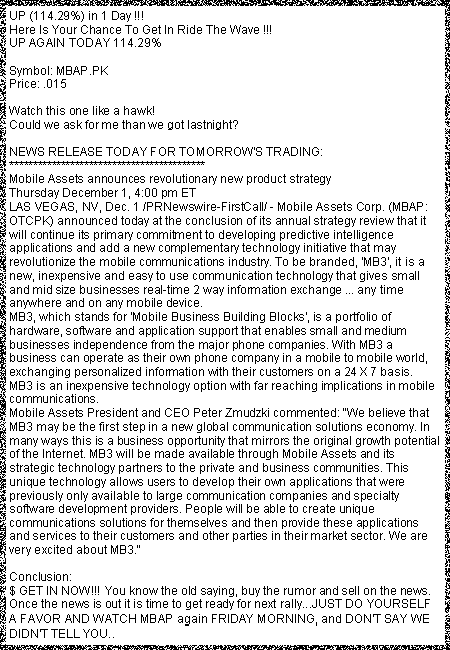 UP (114.29%) in 1 Day !!!
Here Is Your Chance To Get In Ride The Wave !!!
UP AGAIN TODAY 114.29%
Symbol: MBAP.PK
Price: .015
Watch this one like a hawk!
Could we ask for me than we got lastnight?
NEWS RELEASE TODAY FOR TOMORROW'S TRADING:
****************************************
Mobile Assets announces revolutionary new product strategy
Thursday December 1, 4:00 pm ET
LAS VEGAS, NV, Dec. 1 /PRNewswire-FirstCall/ - Mobile Assets Corp. (MBAP:
OTCPK) announced today at the conclusion of its annual strategy review that it
will continue its primary commitment to developing predictive intelligence
applications and add a new complementary technology initiative that may
revolutionize the mobile communications industry. To be branded, 'MB3', it is a
new, inexpensive and easy to use communication technology that gives small
and mid size businesses real-time 2 way information exchange ... any time
anywhere and on any mobile device.
MB3, which stands for 'Mobile Business Building Blocks', is a portfolio of
hardware, software and application support that enables small and medium
businesses independence from the major phone companies. With MB3 a
business can operate as their own phone company in a mobile to mobile world,
exchanging personalized information with their customers on a 24 X 7 basis.
MB3 is an inexpensive technology option with far reaching implications in mobile
communications.
Mobile Assets President and CEO Peter Zmudzki commented: "We believe that
MB3 may be the first step in a new global communication solutions economy. In
many ways this is a business opportunity that mirrors the original growth potential
of the Internet. MB3 will be made available through Mobile Assets and its
strategic technology partners to the private and business communities. This
unique technology allows users to develop their own applications that were
previously only available to large communication companies and specialty
software development providers. People will be able to create unique
communications solutions for themselves and then provide these applications
and services to their customers and other parties in their market sector. We are
very excited about MB3."
Conclusion:
$ GET IN NOW!!! You know the old saying, buy the rumor and sell on the news.
Once the news is out it is time to get ready for next rally...JUST DO YOURSELF
A FAVOR AND WATCH MBAP again FRIDAY MORNING, and DON'T SAY WE
DIDN'T TELL YOU..